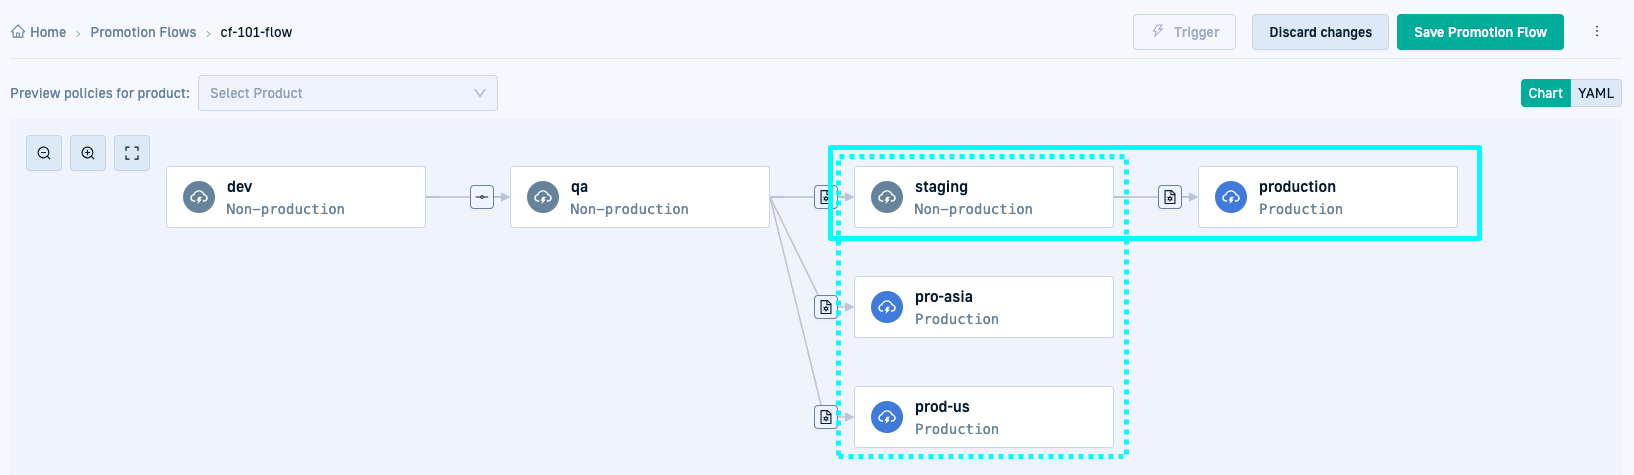 Home > Promotion Flows > cf-101-flow
Trigger
Discard changes
Save Promotion Flow
Preview policies for product:
Select Product
Chart
YAML
dev
Non-production
qa
Non-production
staging
Non-production
production
Production
pro-asia
Production
prod-us
Production